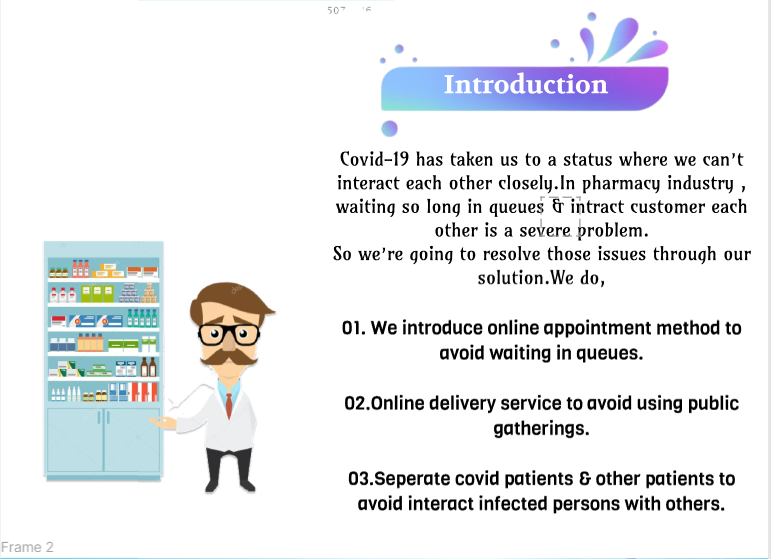 Introduction
Covid-19 has taken us to a status where we can't
interact each other closely.In pharmacy industry ,
waiting so long in queues & intract customer each
other is a severe problem.
So we're going to resolve those issues through our
solution.We do,
01. We introduce online appointment method to
avoid waiting in queues.
02.Online delivery service to avoid using public
gatherings.
03.Seperate covid patients & other patients to
avoid interact infected persons with others.
Frame 2